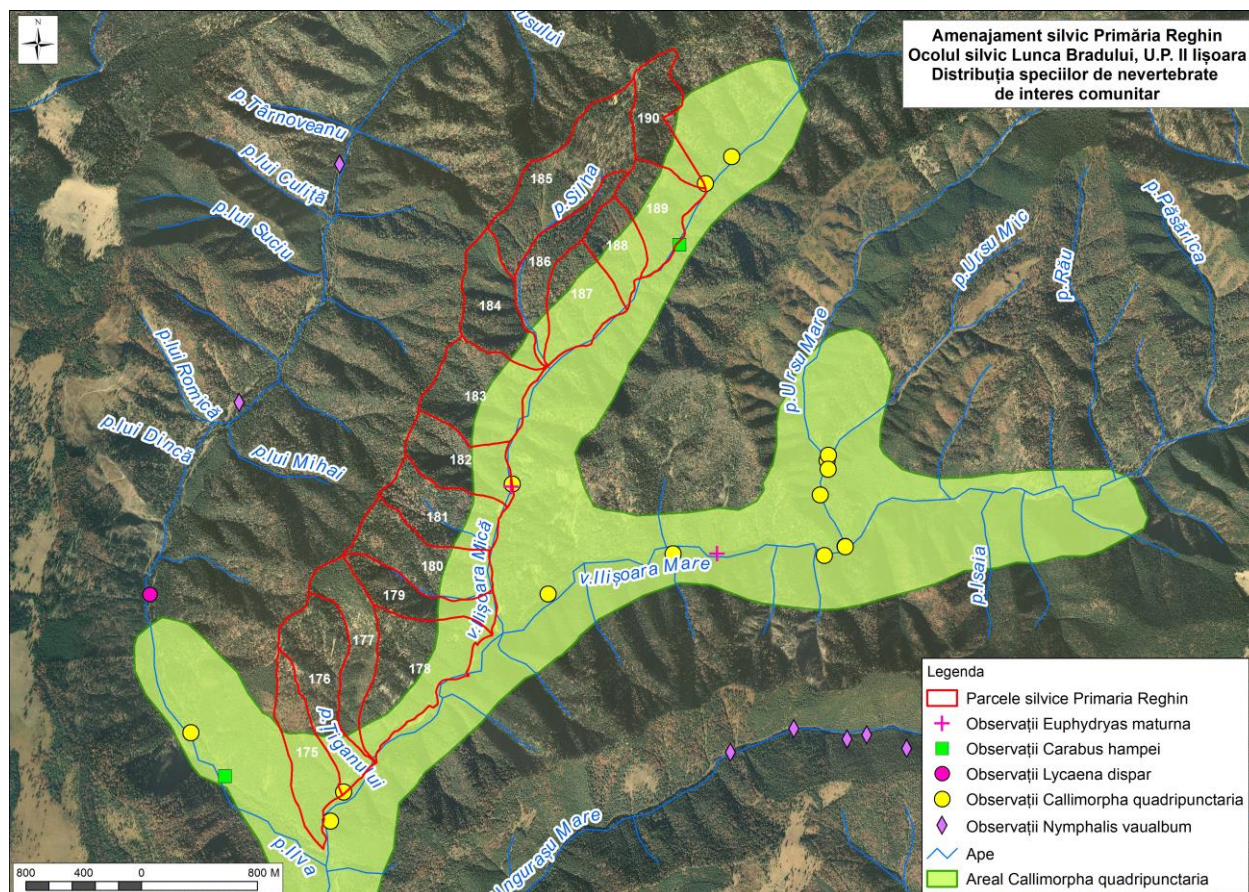 N
Amenajament silvic Primăria Reghin
Ocolul silvic Lunca Bradului, U.P. II Iișoara
Distribuția speciilor de nevertebrate
de interes comunitar
usului
p.Târnoveanu
p.lui Culiță
p.lui Suciu
p.Silha
190
185
189
188
186
187
184
183
182
181
180
179
177
178
176
175
p.Păsărica
p.Ursu Mic
p.Rău
p.Ursu Mare
p.lui Romică
p.lui Dincă
p.lui Mihai
v.Ilișoara Mică
v.Ilișoara Mare
p.Isaia
p.Țiganului
p.Ilva
Ungurașu Mare
Legenda
Parcele silvice Primaria Reghin
Observații Euphydryas maturna
Observații Carabus hampei
Observații Lycaena dispar
Observații Callimorpha quadripunctaria
Observații Nymphalis vaualbum
Ape
Areal Callimorpha quadripunctaria
800 400 0 800 M